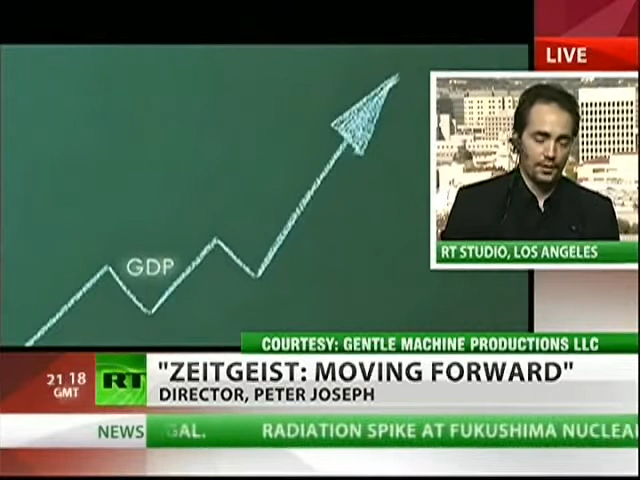 LIVE
GDP
RT STUDIO, LOS ANGELES
COURTESY: GENTLE MACHINE PRODUCTIONS LLC
21 18
GMT
RT
"ZEITGEIST: MOVING FORWARD"
DIRECTOR, PETER JOSEPH
NEWS
GAL. RADIATION SPIKE AT FUKUSHIMA NUCLEA